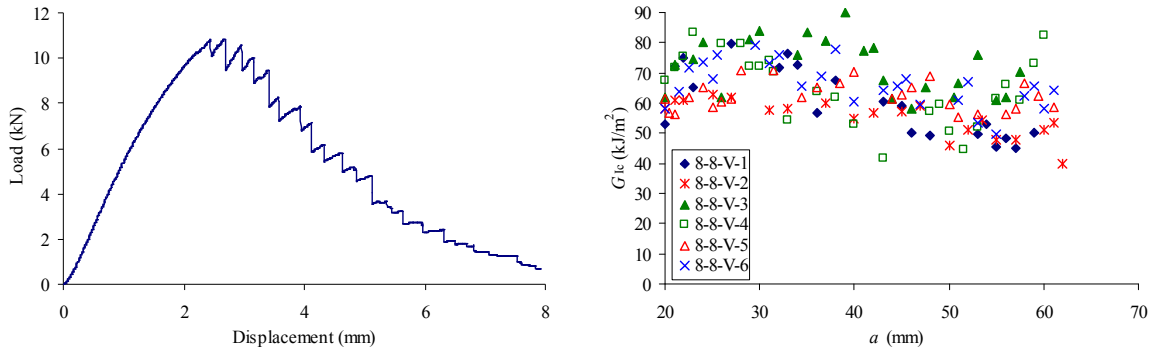 12
10
8
6
4
2
0
Load (kN)
0 2 4 6 8
Displacement (mm)
90
80
70
60
50
40
30
20
10
0
G Ic (kJ/m²)
8-8-V-1
8-8-V-2
8-8-V-3
8-8-V-4
8-8-V-5
8-8-V-6
20 30 40 50 60 70
a (mm)